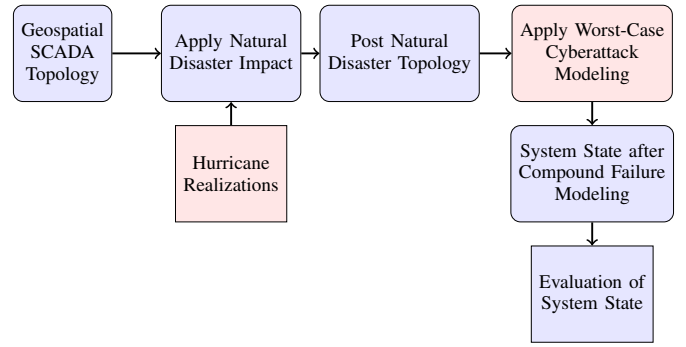 Geospatial
SCADA
Topology
Apply Natural
Disaster Impact
Post Natural
Disaster Topology
Apply Worst-Case
Cyberattack
Modeling
Hurricane
Realizations
System State after
Compound Failure
Modeling
Evaluation of
System State